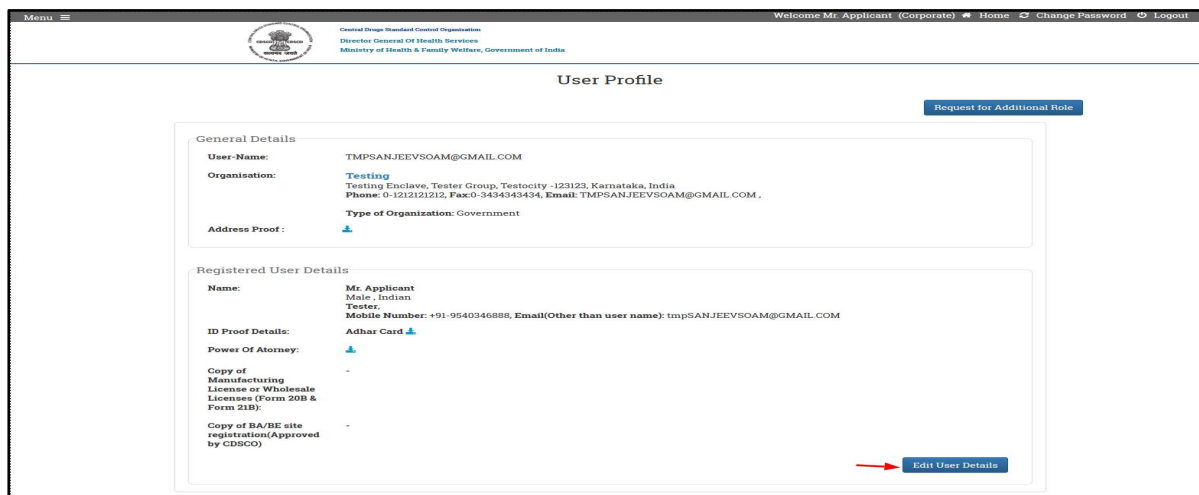 Menu
Welcome Mr. Applicant (Corporate) Home Change Password Logout
Central Drugs Standard Control Organisation
Director General Of Health Services
Ministry of Health & Family Welfare, Government of India
User Profile
Request for Additional Role
General Details
User-Name: TMPSANJEEVSOAM@GMAIL.COM
Organisation: Testing
Testing Enclave, Tester Group, Testocity -123123, Karnataka, India
Phone: 0-1212121212, Fax:0-3434343434, Email: TMPSANJEEVSOAM@GMAIL.COM ,
Type of Organization: Government
Address Proof :
Registered User Details
Name: Mr. Applicant
Male , Indian
Tester,
Mobile Number: +91-9540346888, Email(Other than user name): tmpSANJEEVSOAM@GMAIL.COM
ID Proof Details: Adhar Card
Power Of Atorney:
Copy of -
Manufacturing
License or Wholesale
Licenses (Form 20B &
Form 21B):
Copy of BA/BE site -
registration(Approved
by CDSCO)
Edit User Details